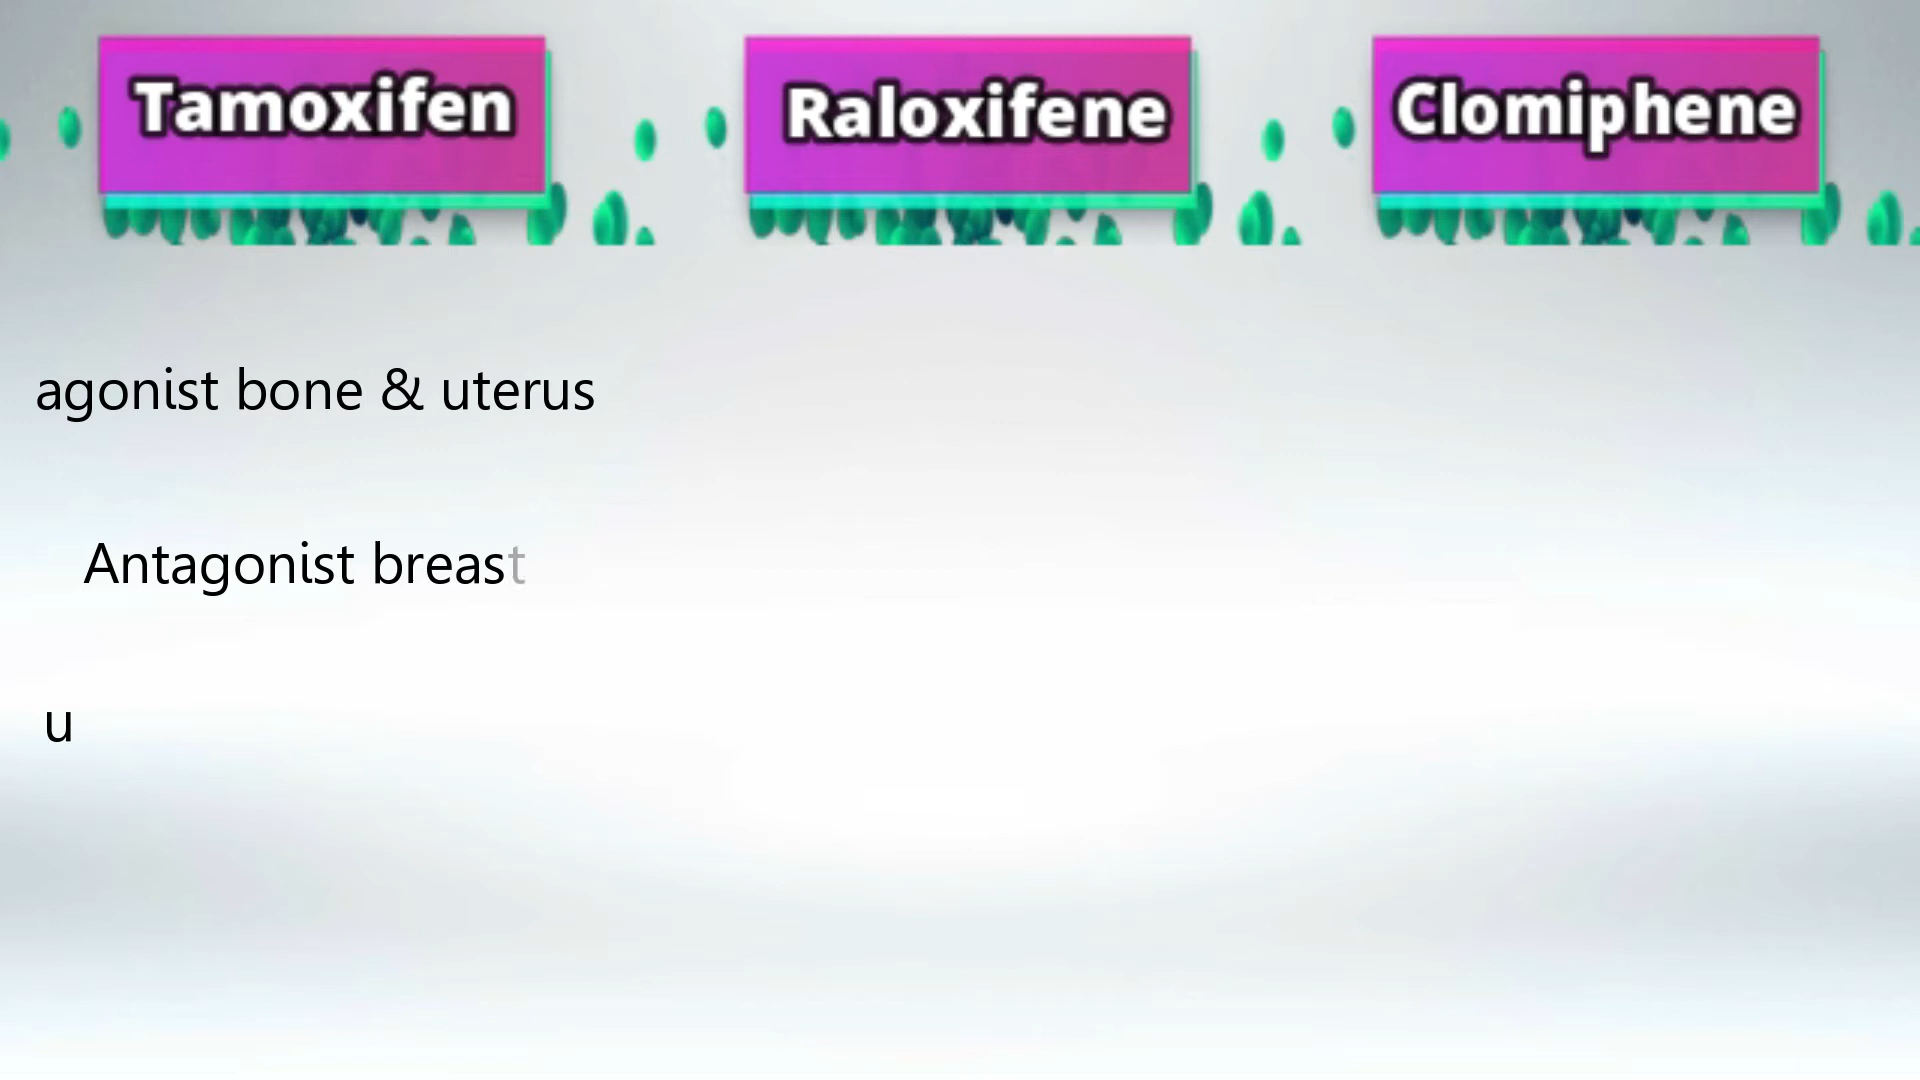 Tamoxifen Raloxifene Clomiphene
agonist bone & uterus
Antagonist breast
u